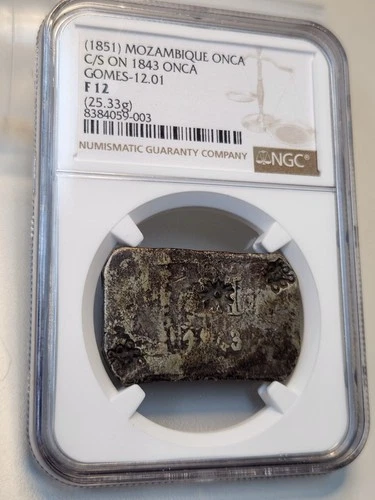 (1851) MOZAMBIQUE ONCA
C/S ON 1843 ONCA
GOMES-12.01
F 12
(25.33g)
8384059-003
NUMISMATIC GUARANTY COMPANY
NGC®